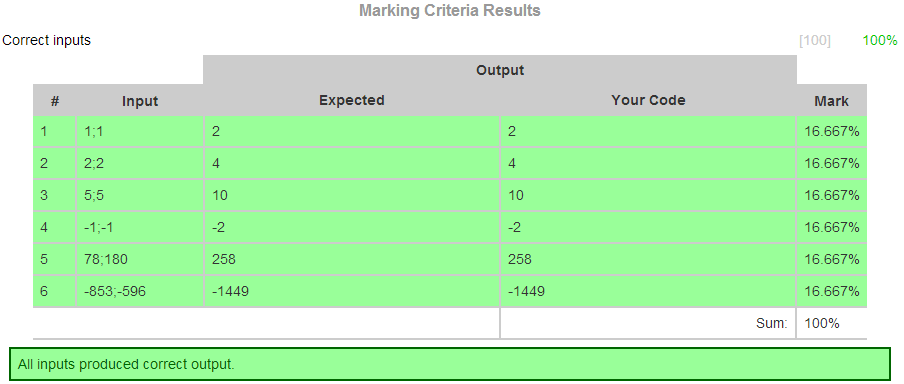 Marking Criteria Results
Correct inputs [100] 100%
Output
# Input Expected Your Code Mark
1 1;1 2 2 16.667%
2 2;2 4 4 16.667%
3 5;5 10 10 16.667%
4 -1;-1 -2 -2 16.667%
5 78;180 258 258 16.667%
6 -853;-596 -1449 -1449 16.667%
Sum: 100%
All inputs produced correct output.